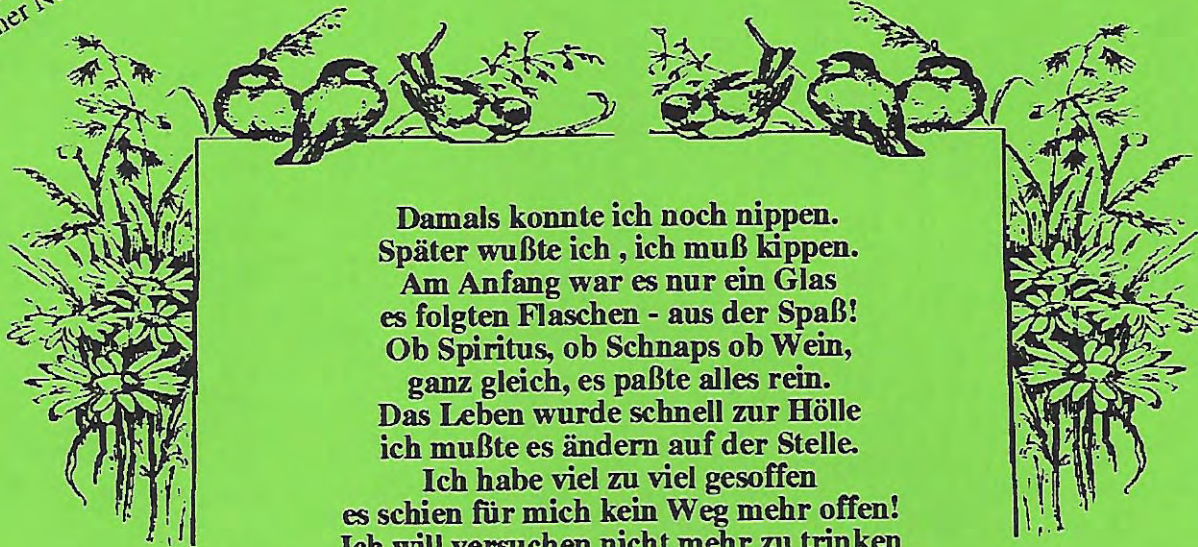 Damals konnte ich noch nippen.
Später wußte ich , ich muß kippen.
Am Anfang war es nur ein Glas
es folgten Flaschen - aus der Spaß!
Ob Spiritus, ob Schnaps ob Wein,
ganz gleich, es paßte alles rein.
Das Leben wurde schnell zur Hölle
ich mußte es ändern auf der Stelle.
Ich habe viel zu viel gesoffen
es schien für mich kein Weg mehr offen!
Ich will versuchen nicht mehr zu trinken